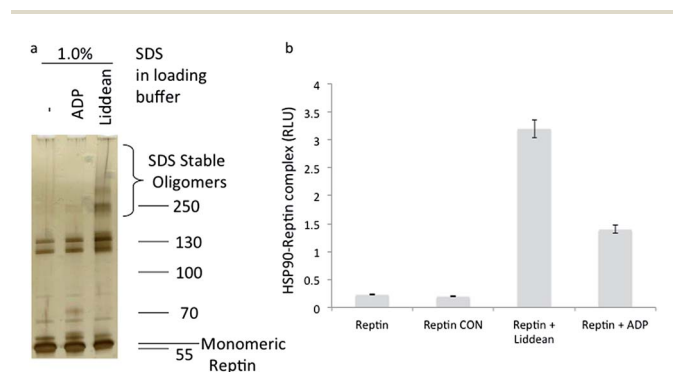 a
1.0%
SDS
in loading
buffer
-
ADP
Liddean
SDS Stable
Oligomers
250
130
100
70
55
Monomeric
Reptin
b
HSP90-Reptin complex (RLU)
4
3.5
3
2.5
2
1.5
1
0.5
0
Reptin
Reptin CON
Reptin +
Liddean
Reptin + ADP